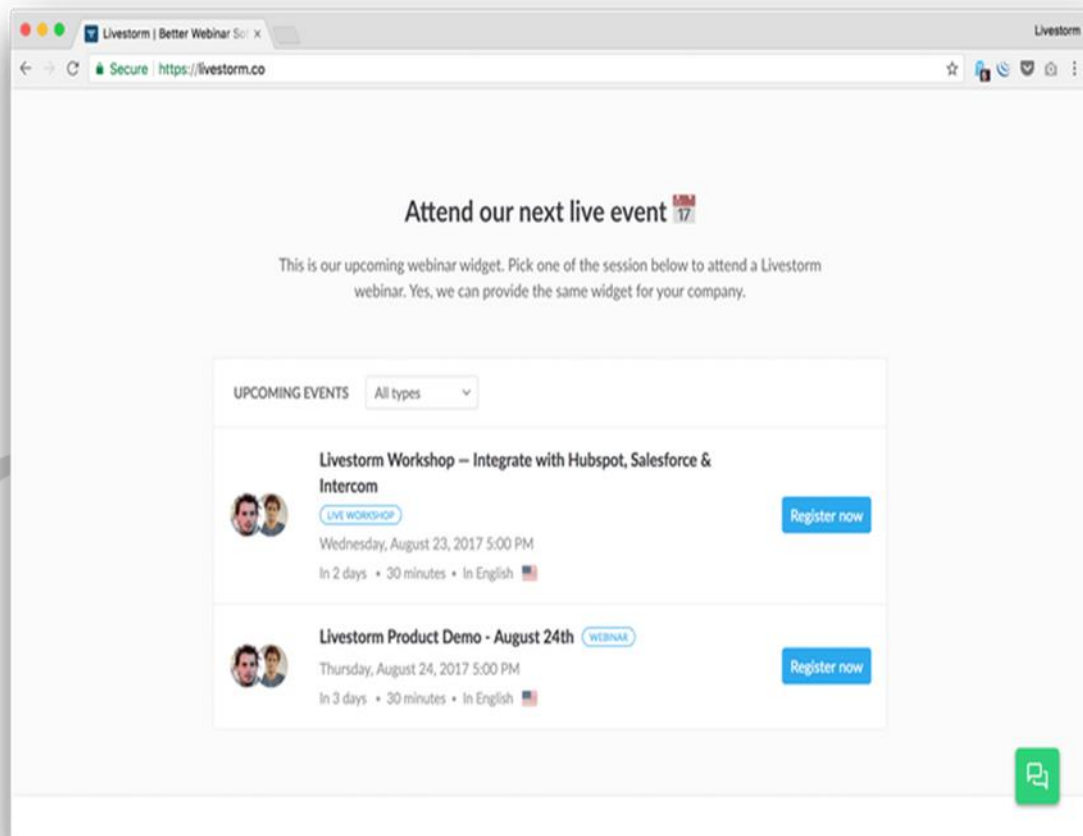 Livestorm | Better Webinar Sol
Livestorm
Secure https://livestorm.co
Attend our next live event
17
This is our upcoming webinar widget. Pick one of the session below to attend a Livestorm
webinar. Yes, we can provide the same widget for your company.
UPCOMING EVENTS All types
Livestorm Workshop – Integrate with Hubspot, Salesforce &
Intercom
LIVE WORKSHOP
Register now
Wednesday, August 23, 2017 5:00 PM
In 2 days • 30 minutes • In English
Livestorm Product Demo - August 24th WEBINAR
Thursday, August 24, 2017 5:00 PM
Register now
In 3 days • 30 minutes • In English